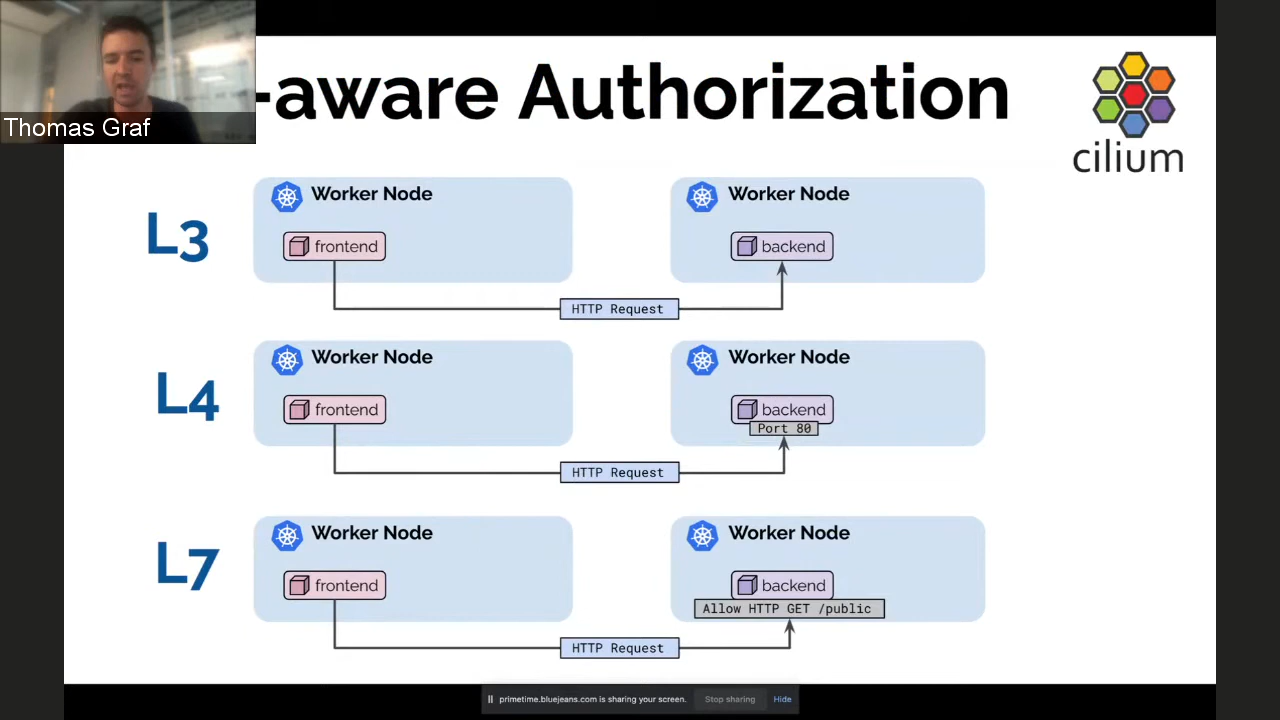 Thomas Graf
-aware Authorization
cilium
L3
Worker Node
frontend
Worker Node
backend
HTTP Request
L4
Worker Node
frontend
Worker Node
backend
Port 80
HTTP Request
L7
Worker Node
frontend
Worker Node
backend
Allow HTTP GET /public
HTTP Request
primetime.bluejeans.com is sharing your screen.
Stop sharing
Hide